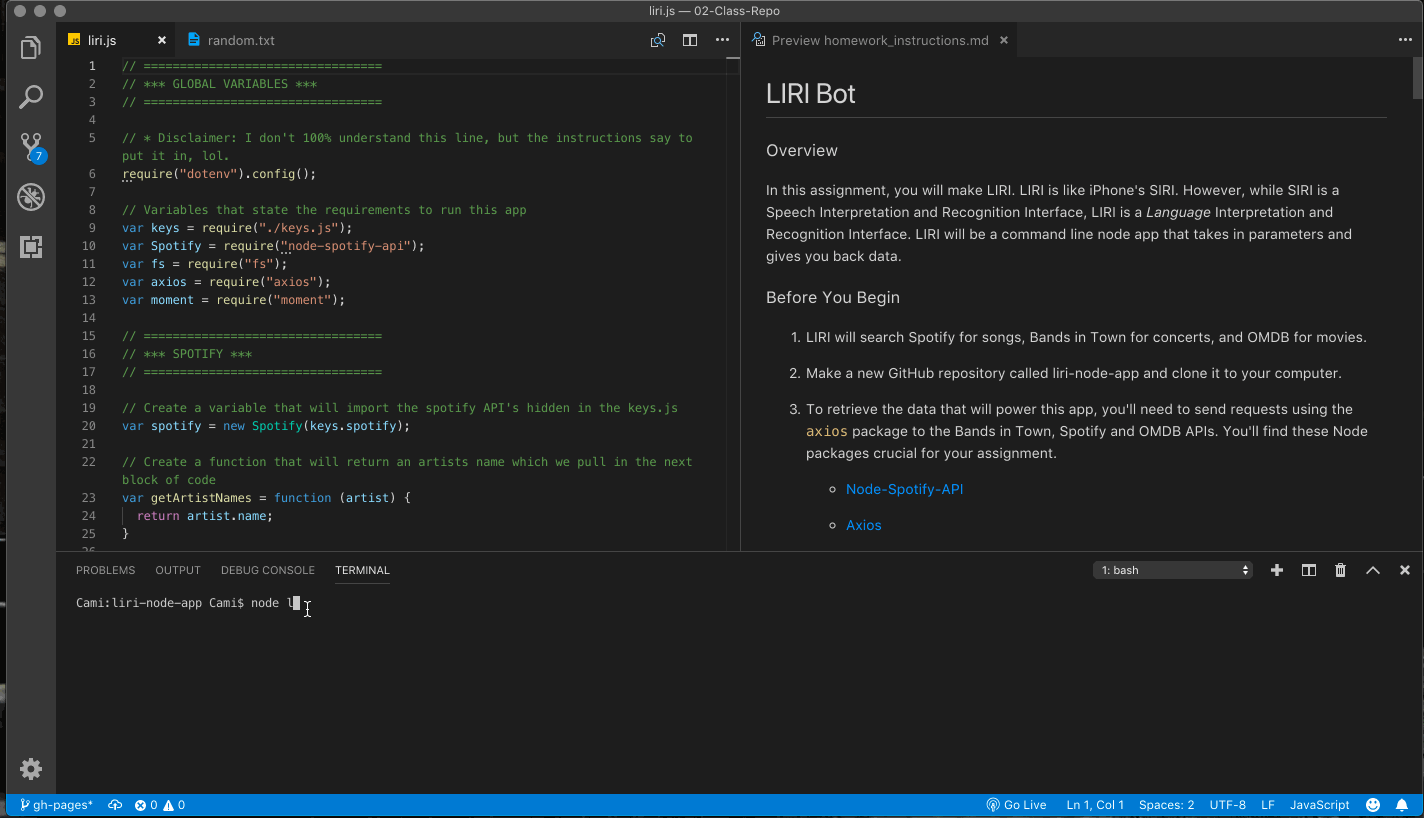 liri.js — 02-Class-Repo
liri.js
random.txt
Preview homework_instructions.md
1 // =================================
2 // *** GLOBAL VARIABLES ***
3 // =================================
4
5 // * Disclaimer: I don't 100% understand this line, but the instructions say to
put it in, lol.
6 require("dotenv").config();
7
8 // Variables that state the requirements to run this app
9 var keys = require("./keys.js");
10 var Spotify = require("node-spotify-api");
11 var fs = require("fs");
12 var axios = require("axios");
13 var moment = require("moment");
14
15 // =================================
16 // *** SPOTIFY ***
17 // =================================
18
19 // Create a variable that will import the spotify API's hidden in the keys.js
20 var spotify = new Spotify(keys.spotify);
21
22 // Create a function that will return an artists name which we pull in the next
block of code
23 var getArtistNames = function (artist) {
24 return artist.name;
25 }
26
LIRI Bot
Overview
In this assignment, you will make LIRI. LIRI is like iPhone's SIRI. However, while SIRI is a
Speech Interpretation and Recognition Interface, LIRI is a Language Interpretation and
Recognition Interface. LIRI will be a command line node app that takes in parameters and
gives you back data.
Before You Begin
1. LIRI will search Spotify for songs, Bands in Town for concerts, and OMDB for movies.
2. Make a new GitHub repository called liri-node-app and clone it to your computer.
3. To retrieve the data that will power this app, you'll need to send requests using the
axios package to the Bands in Town, Spotify and OMDB APIs. You'll find these Node
packages crucial for your assignment.
Node-Spotify-API
Axios
7
PROBLEMS OUTPUT DEBUG CONSOLE TERMINAL
1: bash
Cami:liri-node-app Cami$ node l
gh-pages* 0 0
Go Live Ln 1, Col 1 Spaces: 2 UTF-8 LF JavaScript